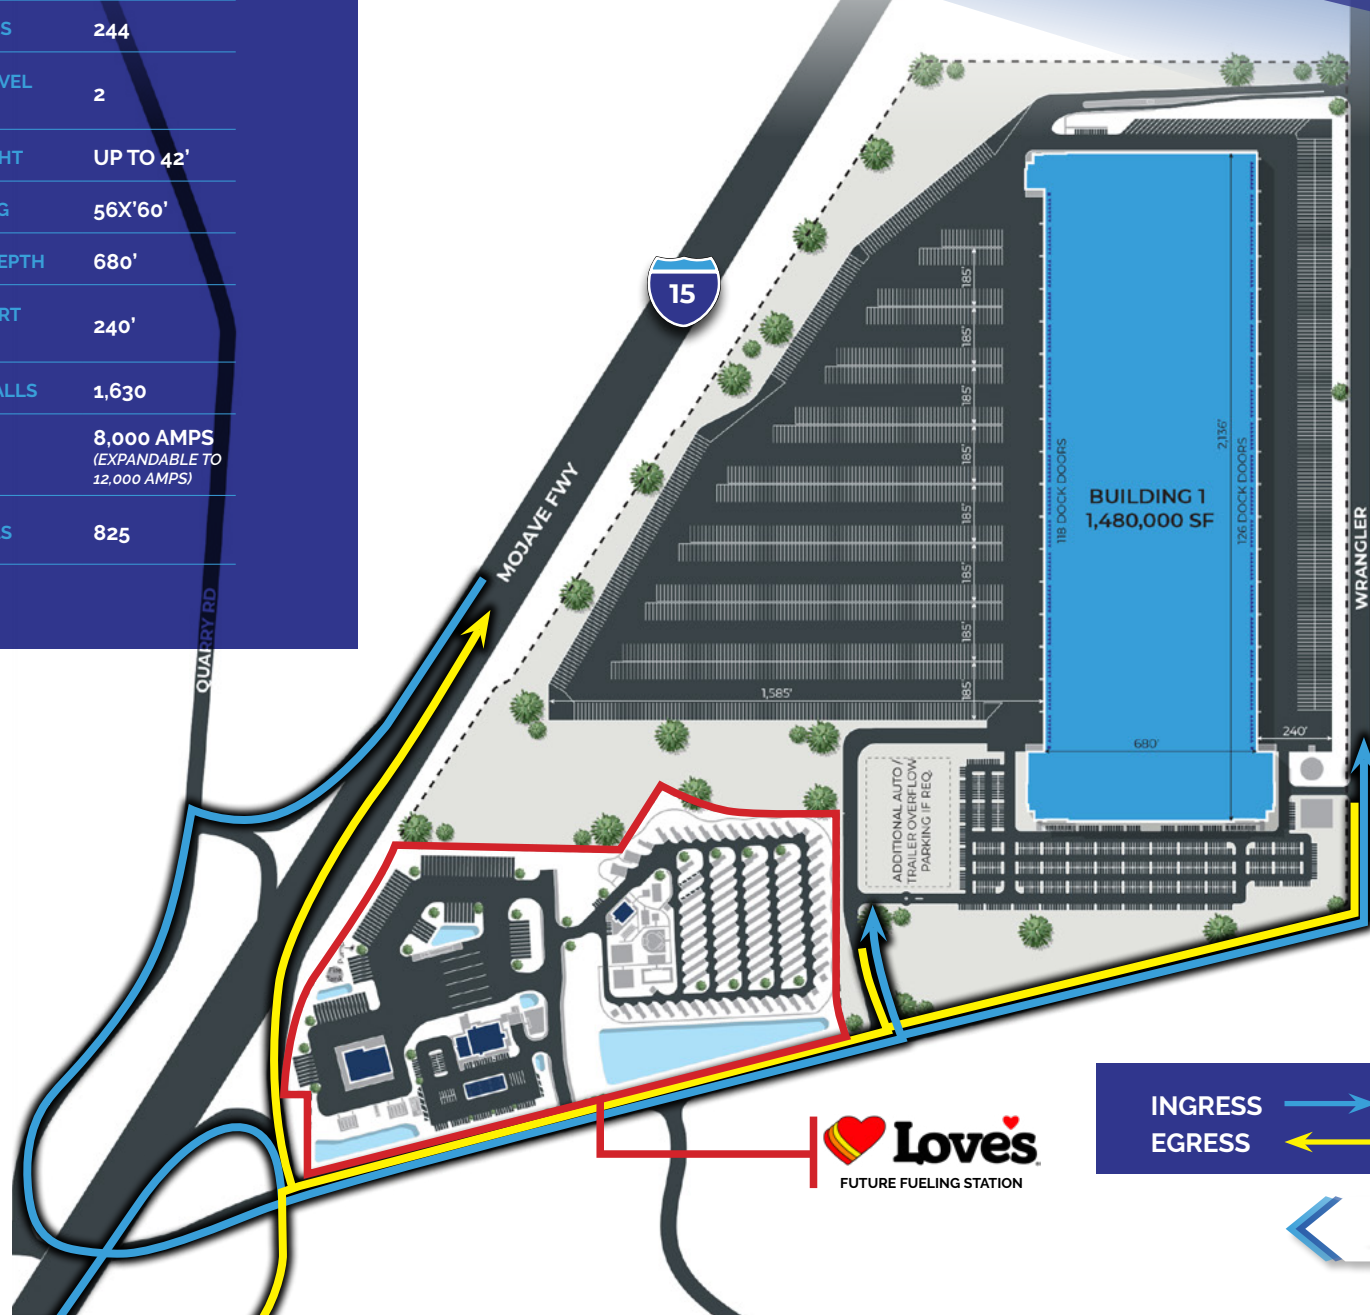 S 244
VEL 2
HT UP TO 42’
G 56X’60’
EPTH 680’
RT 240’
ALLS 1,630
8,000 AMPS
(EXPANDABLE TO
12,000 AMPS)
S 825
QUARRY RD
15
MOJAVE FWY
185’
185’
185’
185’
185’
185’
185’
185’
1,585’
118 DOCK DOORS
2,136’
126 DOCK DOORS
BUILDING 1
1,480,000 SF
WRANGLER
680’
240’
ADDITIONAL AUTO /
TRAILER OVERFLOW
PARKING IF REQ.
Love's
FUTURE FUELING STATION
INGRESS
EGRESS